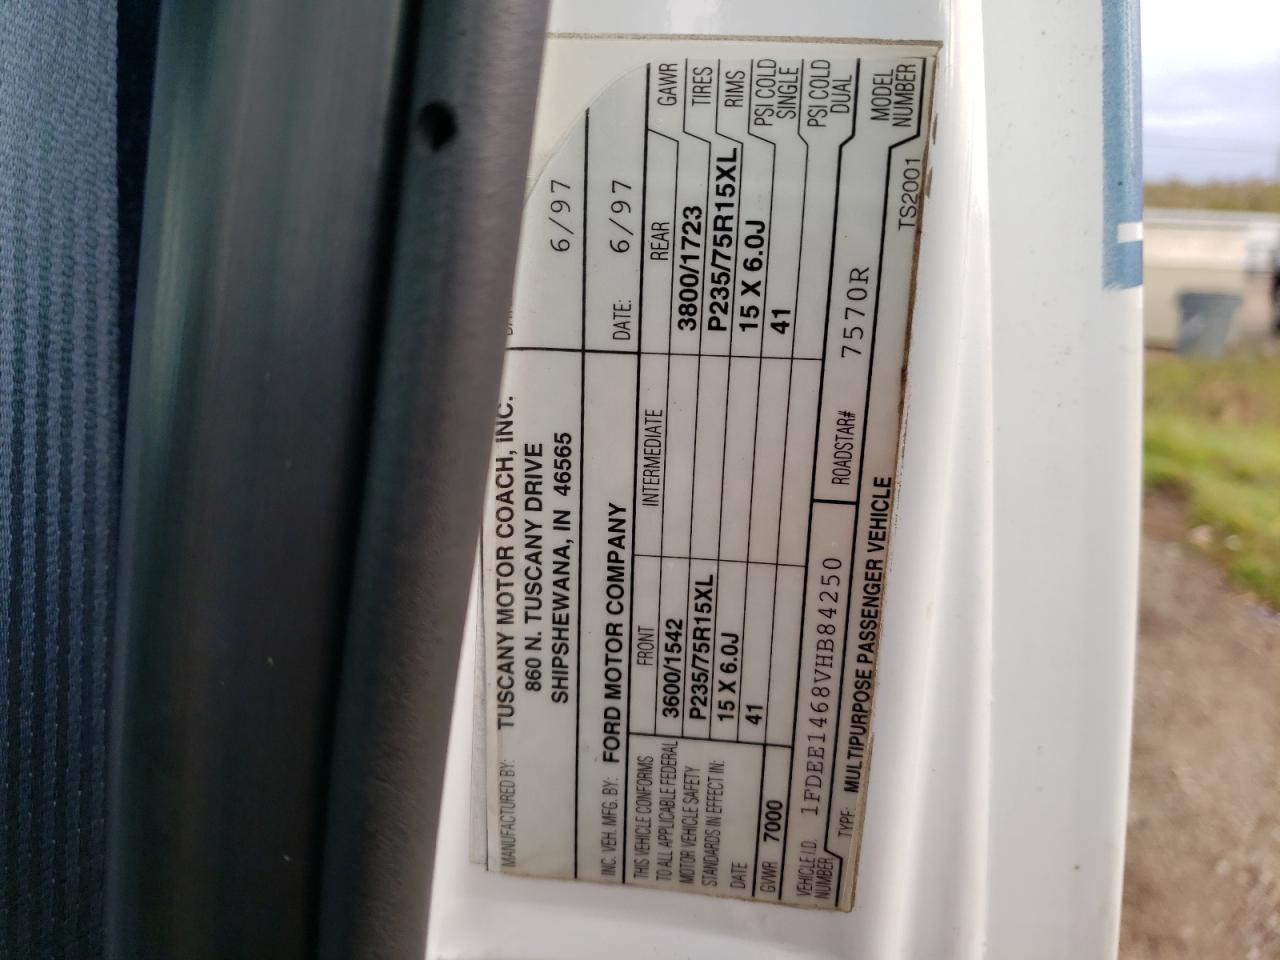 MANUFACTURED BY: TUSCANY MOTOR COACH, INC.
860 N. TUSCANY DRIVE
SHIPSHEWANA, IN 46565 6/97
INC. VEH. MFG. BY: FORD MOTOR COMPANY DATE: 6/97
THIS VEHICLE CONFORMS
TO ALL APPLICABLE FEDERAL
MOTOR VEHICLE SAFETY
STANDARDS IN EFFECT IN:
DATE
FRONT INTERMEDIATE REAR
3600/1542 3800/1723 GAWR
P235/75R15XL P235/75R15XL TIRES
15 X 6.0J 15 X 6.0J RIMS
41 41 PSI COLD SINGLE
PSI COLD DUAL
GVWR 7000
VEHICLE I.D. NUMBER 1FDEE1468VHB84250 ROADSTAR# 7570R
TYPE: MULTIPURPOSE PASSENGER VEHICLE TS2001 MODEL NUMBER